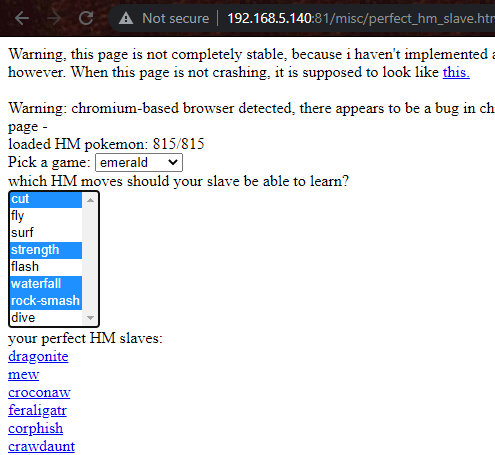 Not secure | 192.168.5.140:81/misc/perfect_hm_slave.htm
Warning, this page is not completely stable, because i haven't implemented
however. When this page is not crashing, it is supposed to look like this.
Warning: chromium-based browser detected, there appears to be a bug in
page -
loaded HM pokemon: 815/815
Pick a game: emerald
which HM moves should your slave be able to learn?
cut
fly
surf
strength
flash
waterfall
rock-smash
dive
your perfect HM slaves:
dragonite
mew
croconaw
feraligatr
corphish
crawdaunt